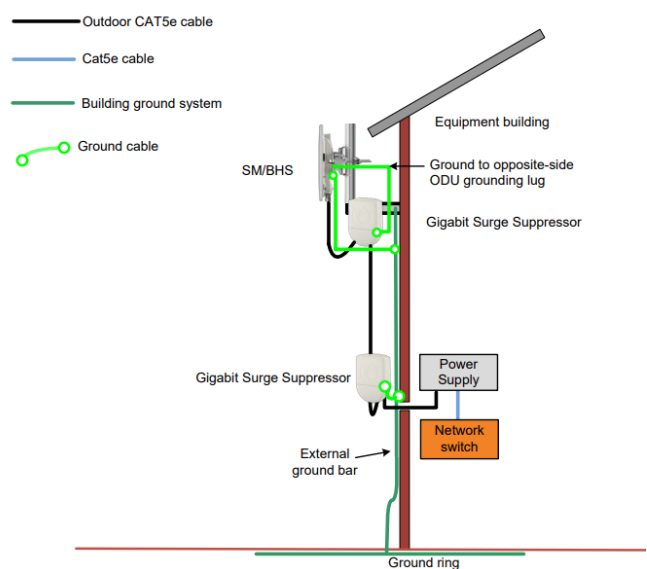 Outdoor CAT5e cable
Cat5e cable
Building ground system
Ground cable
Equipment building
SM/BHS
Ground to opposite-side
ODU grounding lug
Gigabit Surge Suppressor
Gigabit Surge Suppressor
Power
Supply
Network
switch
External
ground bar
Ground ring